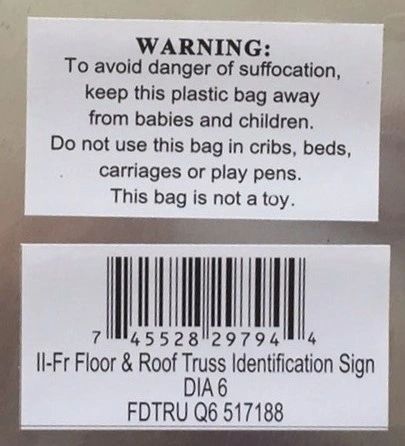 WARNING:
To avoid danger of suffocation,
keep this plastic bag away
from babies and children.
Do not use this bag in cribs, beds,
carriages or play pens.
This bag is not a toy.
7 45528 29794 4
II-Fr Floor & Roof Truss Identification Sign
DIA 6
FDTRU Q6 517188